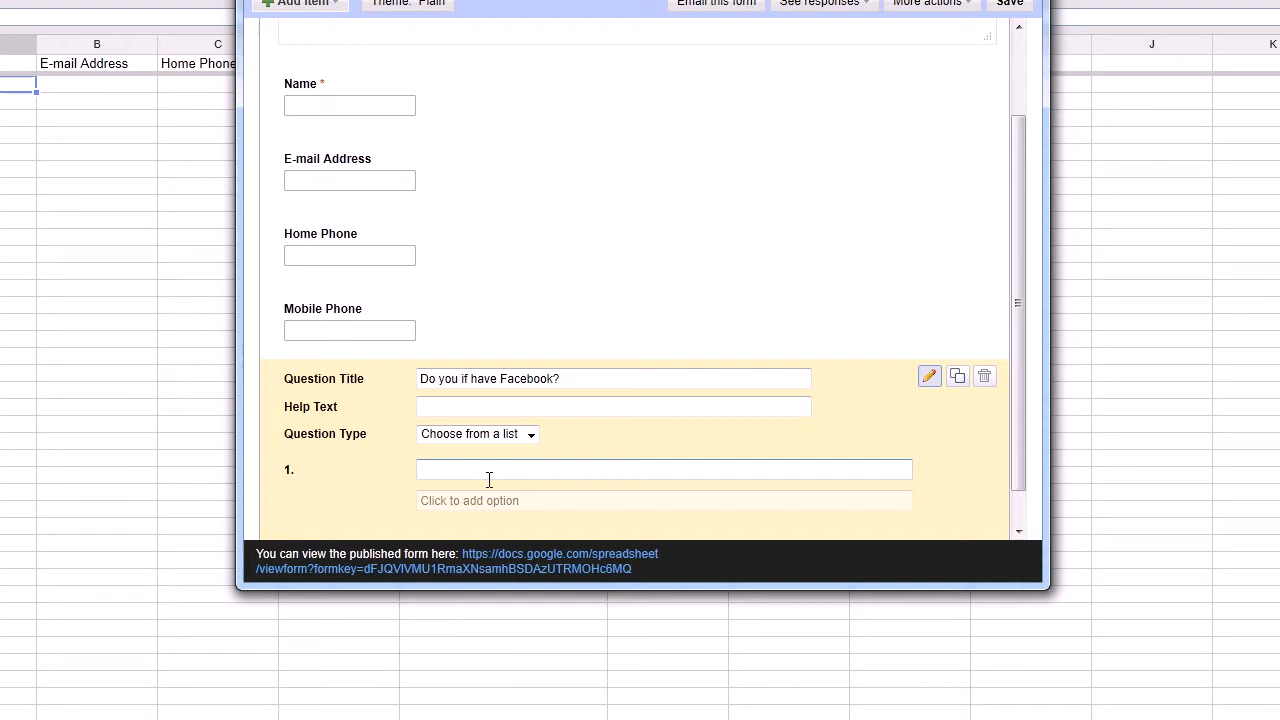 Add item Theme: Plain Email this form See responses More actions Save
B C J K
E-mail Address Home Phone
Name *
E-mail Address
Home Phone
Mobile Phone
Question Title Do you if have Facebook?
Help Text
Question Type Choose from a list
1.
Click to add option
You can view the published form here: https://docs.google.com/spreadsheet
/viewform?formkey=dFJQVlVMU1RmaXNsamhBSDAzUTRMOHc6MQ